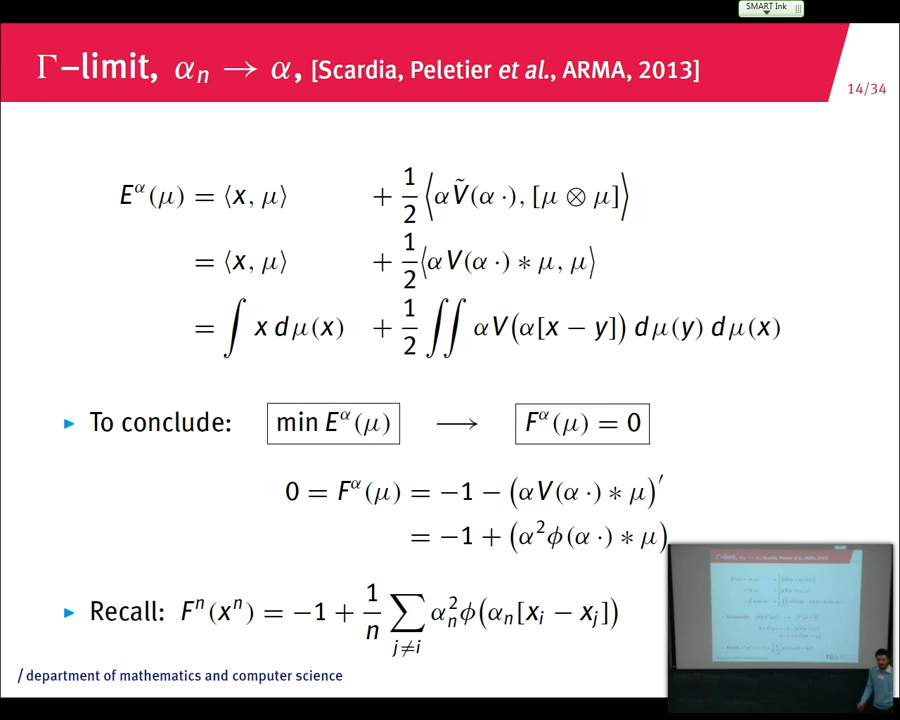 SMART Ink
Γ–limit, αₙ → α, [Scardia, Peletier et al., ARMA, 2013]
14/34
E^α(μ) = ⟨x, μ⟩ + 1/2 ⟨αṼ(α ·), [μ ⊗ μ]⟩
= ⟨x, μ⟩ + 1/2 ⟨αV(α ·) ∗ μ, μ⟩
= ∫ x dμ(x) + 1/2 ∬ αV(α[x − y]) dμ(y) dμ(x)
▸ To conclude: min E^α(μ) ⟶ F^α(μ) = 0
0 = F^α(μ) = −1 − (αV(α ·) ∗ μ)′
= −1 + (α²ϕ(α ·) ∗ μ)
▸ Recall: Fⁿ(xⁿ) = −1 + 1/n ∑_{j≠i} αₙ²ϕ(αₙ[xᵢ − xⱼ])
/ department of mathematics and computer science